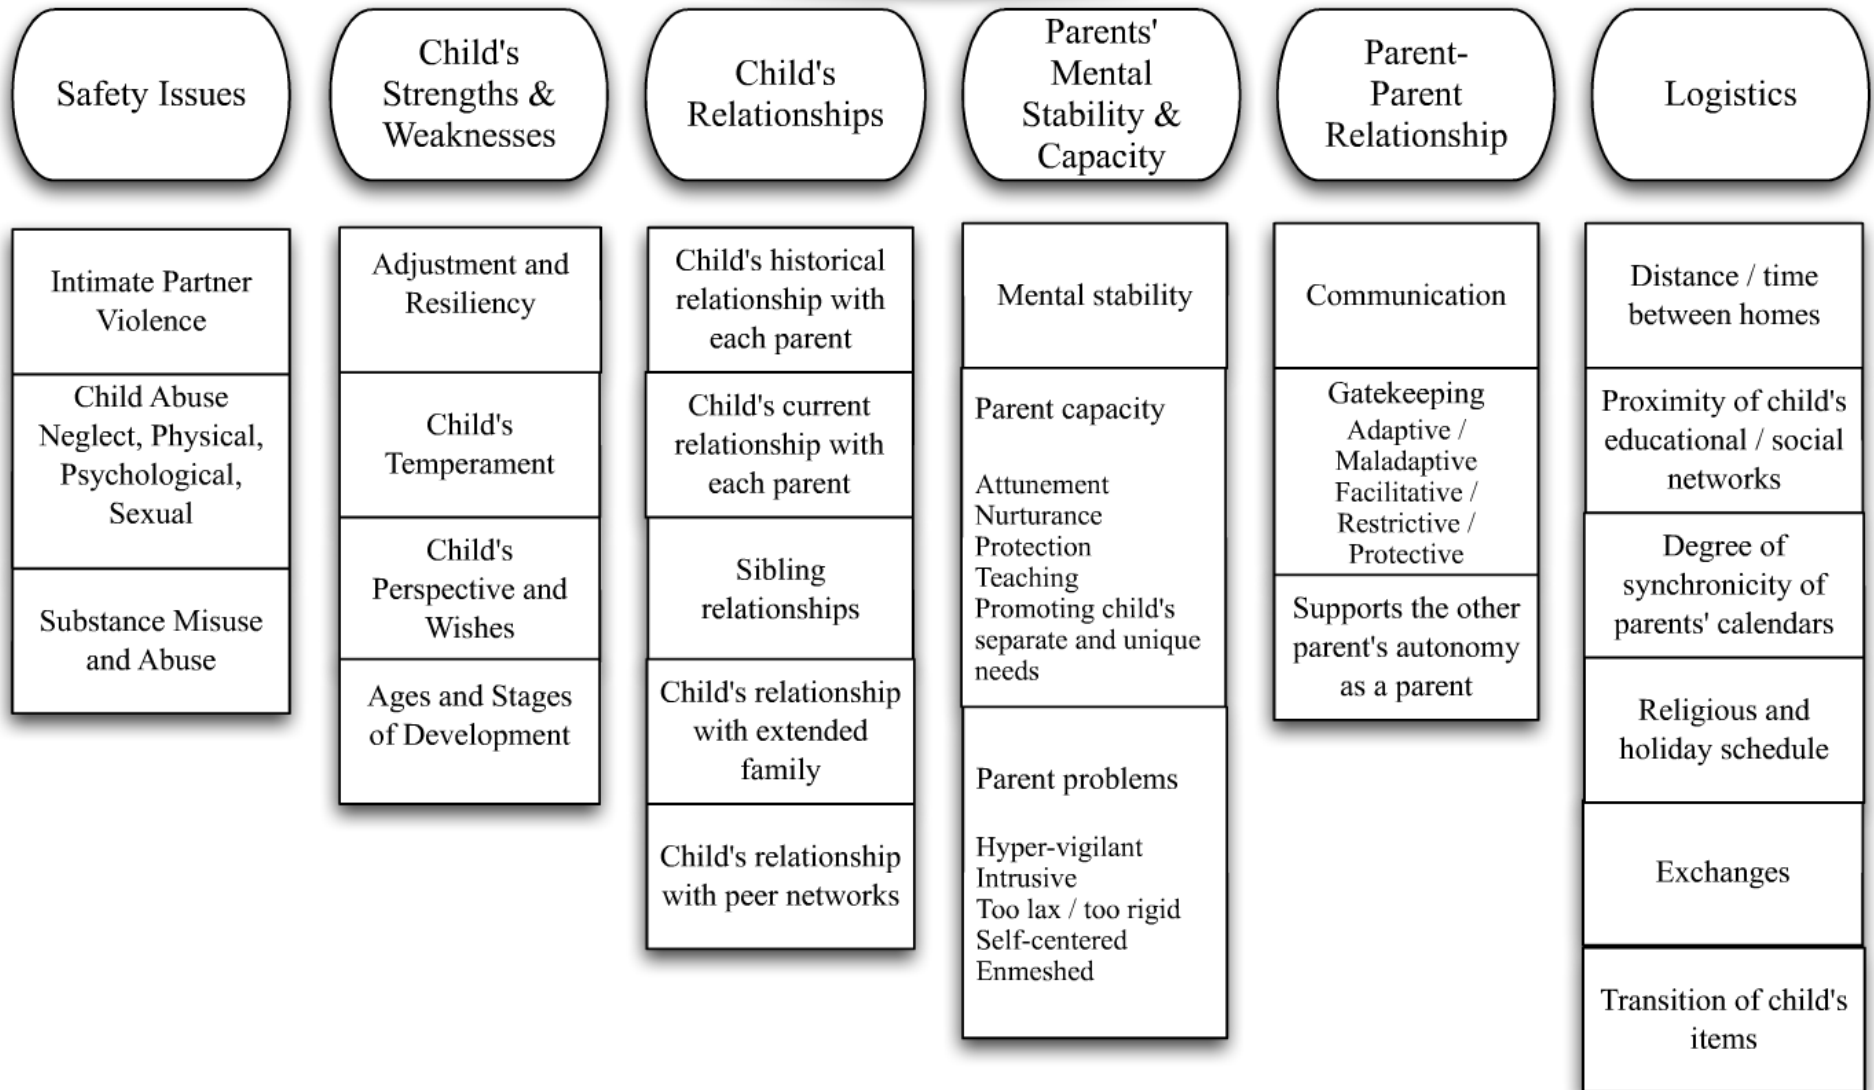 Safety Issues
Child's
Strengths &
Weaknesses
Child's
Relationships
Parents'
Mental
Stability &
Capacity
Parent-
Parent
Relationship
Logistics
Intimate Partner
Violence
Child Abuse
Neglect, Physical,
Psychological,
Sexual
Substance Misuse
and Abuse
Adjustment and
Resiliency
Child's
Temperament
Child's
Perspective and
Wishes
Ages and Stages
of Development
Child's historical
relationship with
each parent
Child's current
relationship with
each parent
Sibling
relationships
Child's relationship
with extended
family
Child's relationship
with peer networks
Mental stability
Parent capacity
Attunement
Nurturance
Protection
Teaching
Promoting child's
separate and unique
needs
Parent problems
Hyper-vigilant
Intrusive
Too lax / too rigid
Self-centered
Enmeshed
Communication
Gatekeeping
Adaptive /
Maladaptive
Facilitative /
Restrictive /
Protective
Supports the other
parent's autonomy
as a parent
Distance / time
between homes
Proximity of child's
educational / social
networks
Degree of
synchronicity of
parents' calendars
Religious and
holiday schedule
Exchanges
Transition of child's
items